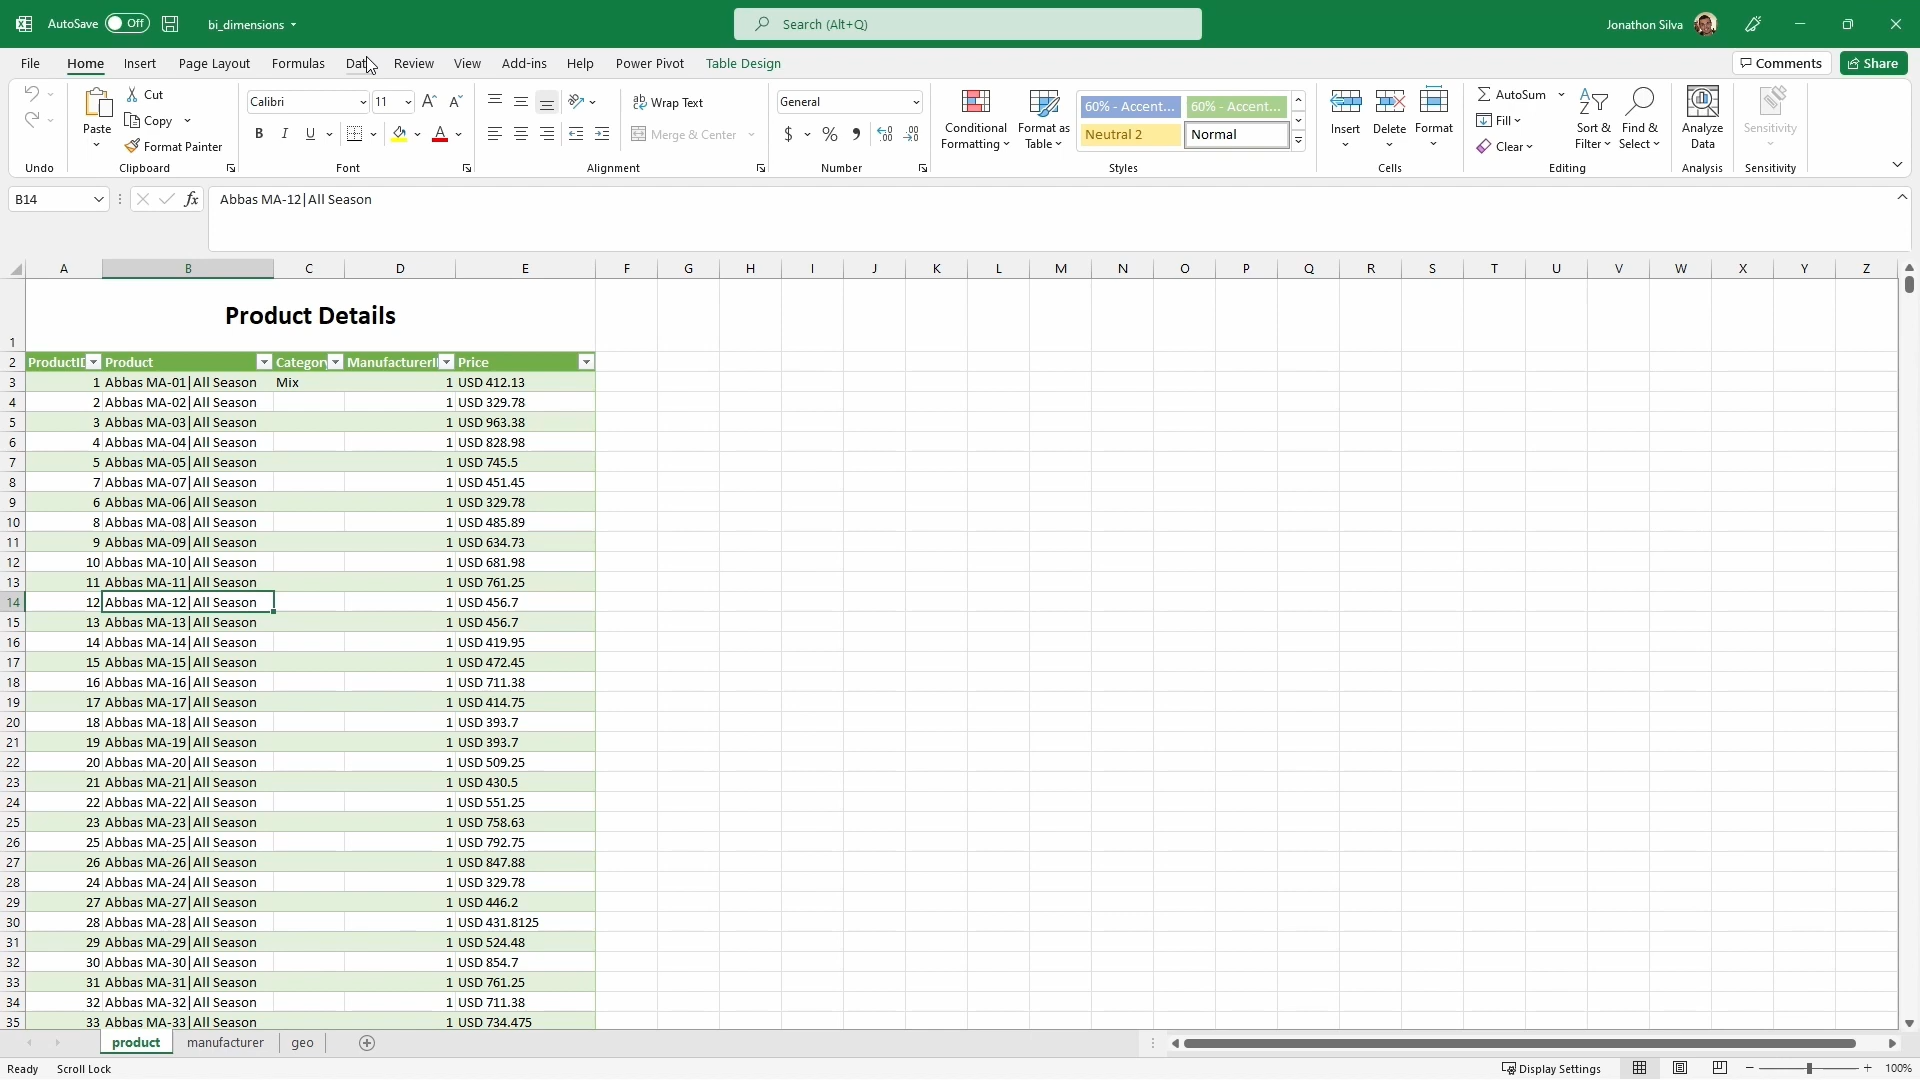 AutoSave Off bi_dimensions Search (Alt+Q) Jonathon Silva
File Home Insert Page Layout Formulas Data Review View Add-ins Help Power Pivot Table Design Comments Share
Undo
Paste Cut Copy Format Painter
Clipboard
Calibri 11
B I U A
Font
Wrap Text
Merge & Center
Alignment
General
$ % 9
Number
Conditional Formatting
Format as Table
60% - Accent... 60% - Accent...
Neutral 2 Normal
Styles
Insert Delete Format
Cells
AutoSum
Fill
Clear
Sort & Filter
Find & Select
Editing
Analyze Data
Analysis
Sensitivity
Sensitivity
B14 fx Abbas MA-12|All Season
A B C D E F G H I J K L M N O P Q R S T U V W X Y Z
1 Product Details
2 ProductID Product Category ManufacturerI Price
3 1 Abbas MA-01|All Season Mix 1 USD 412.13
4 2 Abbas MA-02|All Season 1 USD 329.78
5 3 Abbas MA-03|All Season 1 USD 963.38
6 4 Abbas MA-04|All Season 1 USD 828.98
7 5 Abbas MA-05|All Season 1 USD 745.5
8 7 Abbas MA-07|All Season 1 USD 451.45
9 6 Abbas MA-06|All Season 1 USD 329.78
10 8 Abbas MA-08|All Season 1 USD 485.89
11 9 Abbas MA-09|All Season 1 USD 634.73
12 10 Abbas MA-10|All Season 1 USD 681.98
13 11 Abbas MA-11|All Season 1 USD 761.25
14 12 Abbas MA-12|All Season 1 USD 456.7
15 13 Abbas MA-13|All Season 1 USD 456.7
16 14 Abbas MA-14|All Season 1 USD 419.95
17 15 Abbas MA-15|All Season 1 USD 472.45
18 16 Abbas MA-16|All Season 1 USD 711.38
19 17 Abbas MA-17|All Season 1 USD 414.75
20 18 Abbas MA-18|All Season 1 USD 393.7
21 19 Abbas MA-19|All Season 1 USD 393.7
22 20 Abbas MA-20|All Season 1 USD 509.25
23 21 Abbas MA-21|All Season 1 USD 430.5
24 22 Abbas MA-22|All Season 1 USD 551.25
25 23 Abbas MA-23|All Season 1 USD 758.63
26 25 Abbas MA-25|All Season 1 USD 792.75
27 26 Abbas MA-26|All Season 1 USD 847.88
28 24 Abbas MA-24|All Season 1 USD 329.78
29 27 Abbas MA-27|All Season 1 USD 446.2
30 28 Abbas MA-28|All Season 1 USD 431.8125
31 29 Abbas MA-29|All Season 1 USD 524.48
32 30 Abbas MA-30|All Season 1 USD 854.7
33 31 Abbas MA-31|All Season 1 USD 761.25
34 32 Abbas MA-32|All Season 1 USD 711.38
35 33 Abbas MA-33|All Season 1 USD 734.475
product manufacturer geo
Ready Scroll Lock Display Settings 100%